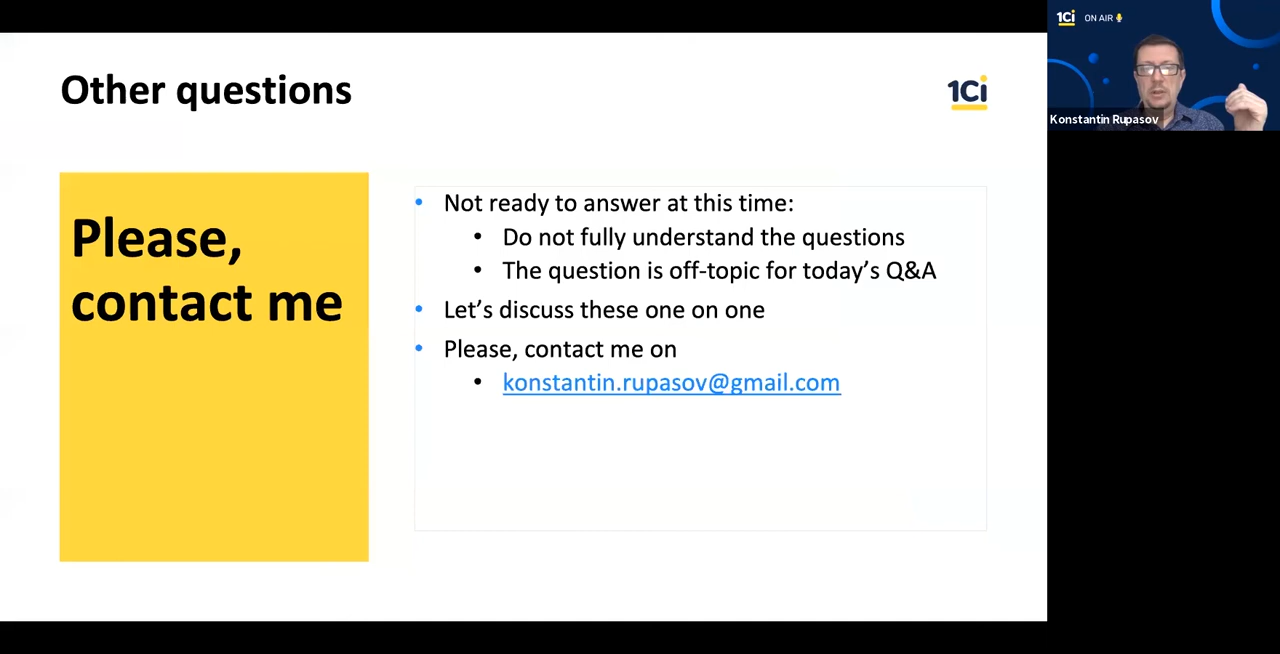 Other questions
1Ci
Please,
contact me
Not ready to answer at this time:
Do not fully understand the questions
The question is off-topic for today’s Q&A
Let’s discuss these one on one
Please, contact me on
konstantin.rupasov@gmail.com
1Ci ON AIR
Konstantin Rupasov